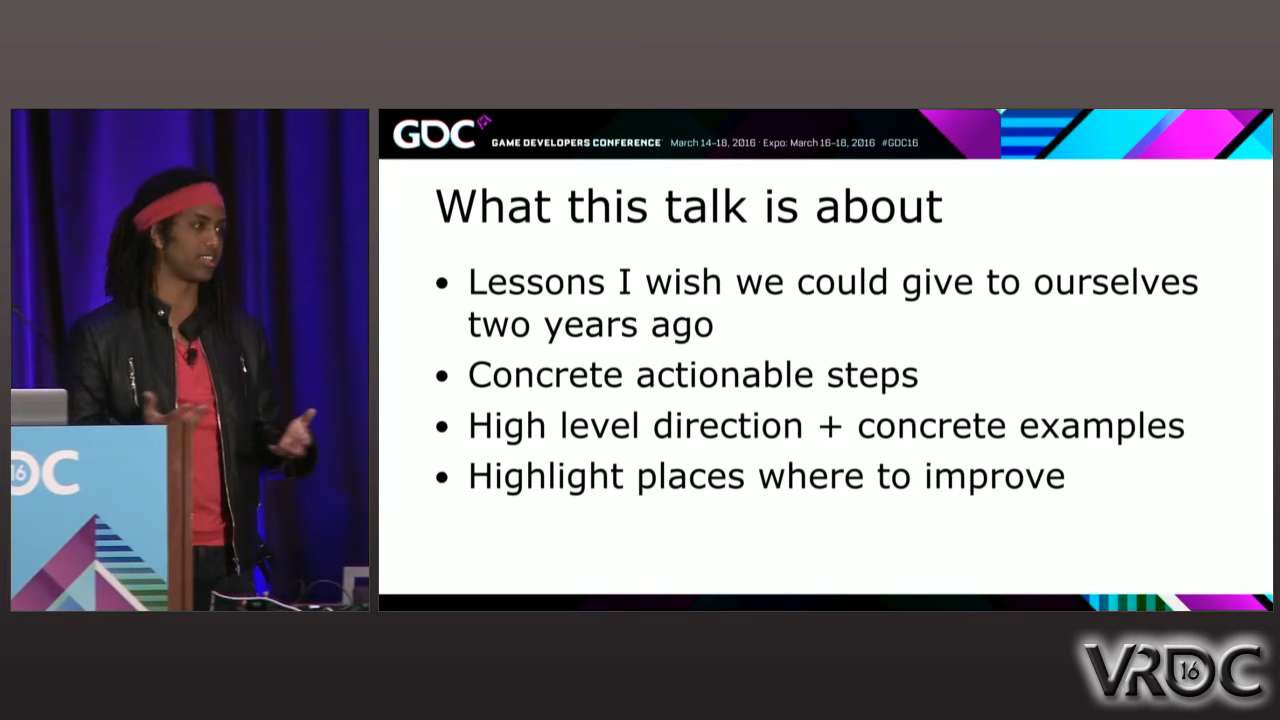 GDC
GAME DEVELOPERS CONFERENCE March 14–18, 2016 · Expo: March 16–18, 2016 #GDC16
What this talk is about
• Lessons I wish we could give to ourselves
two years ago
• Concrete actionable steps
• High level direction + concrete examples
• Highlight places where to improve
16
DC
VRDC
16